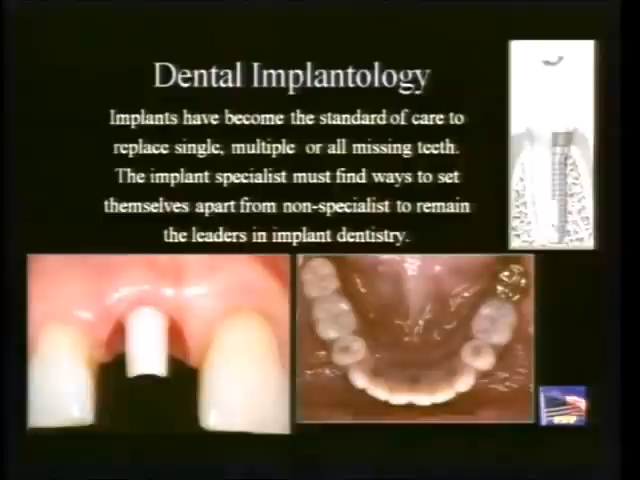 Dental Implantology
Implants have become the standard of care to
replace single, multiple or all missing teeth.
The implant specialist must find ways to set
themselves apart from non-specialist to remain
the leaders in implant dentistry.